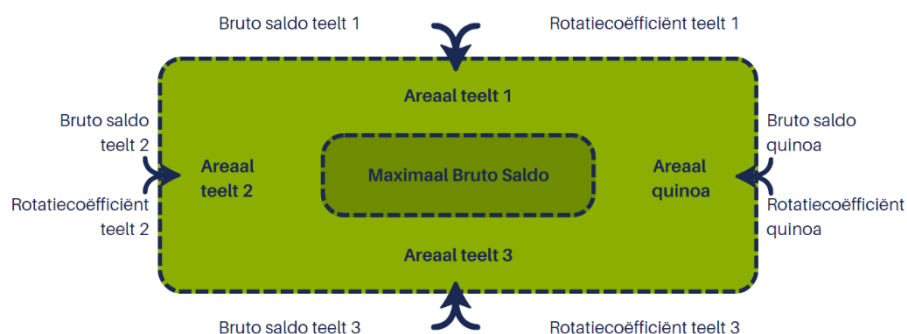 Bruto saldo teelt 1
Rotatiecoëfficiënt teelt 1
Areaal teelt 1
Bruto saldo
teelt 2
Rotatiecoëfficiënt
teelt 2
Areaal
teelt 2
Maximaal Bruto Saldo
Areaal
quinoa
Bruto saldo
quinoa
Rotatiecoëfficiënt
quinoa
Areaal teelt 3
Bruto saldo teelt 3
Rotatiecoëfficiënt teelt 3